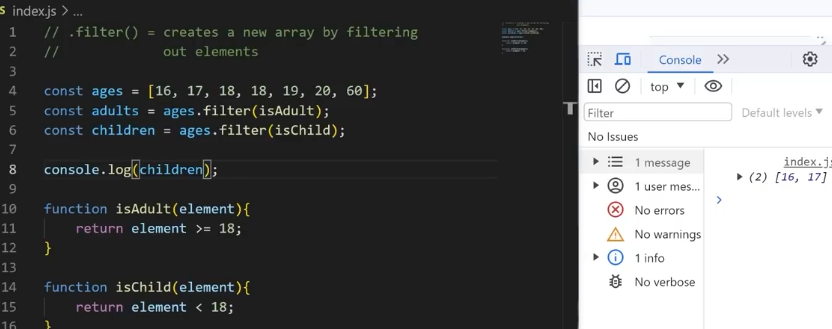 index.js > ...
1 // .filter() = creates a new array by filtering
2 // out elements
3
4 const ages = [16, 17, 18, 18, 19, 20, 60];
5 const adults = ages.filter(isAdult);
6 const children = ages.filter(isChild);
7
8 console.log(children);
9
10 function isAdult(element){
11 return element >= 18;
12 }
13
14 function isChild(element){
15 return element < 18;
16 }
Console
top
Filter
Default levels
No Issues
1 message
1 user mes...
No errors
No warnings
1 info
No verbose
index.js
(2) [16, 17]